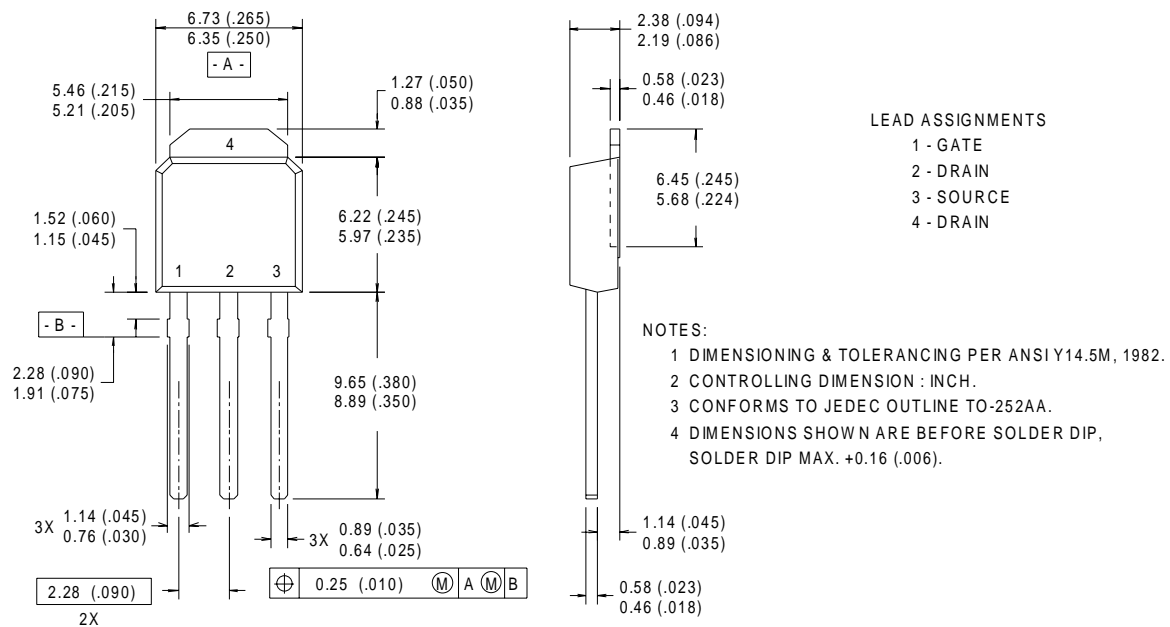 6.73 (.265)
6.35 (.250)
- A -
5.46 (.215)
5.21 (.205)
1.27 (.050)
0.88 (.035)
4
1.52 (.060)
1.15 (.045)
6.22 (.245)
5.97 (.235)
1 2 3
- B -
2.28 (.090)
1.91 (.075)
9.65 (.380)
8.89 (.350)
3X 1.14 (.045)
0.76 (.030)
3X 0.89 (.035)
0.64 (.025)
2.28 (.090)
2X
0.25 (.010) M A M B
2.38 (.094)
2.19 (.086)
0.58 (.023)
0.46 (.018)
6.45 (.245)
5.68 (.224)
1.14 (.045)
0.89 (.035)
0.58 (.023)
0.46 (.018)
LEAD ASSIGNMENTS
1 - GATE
2 - DRAIN
3 - SOURCE
4 - DRAIN
NOTES:
1 DIMENSIONING & TOLERANCING PER ANSI Y14.5M, 1982.
2 CONTROLLING DIMENSION : INCH.
3 CONFORMS TO JEDEC OUTLINE TO-252AA.
4 DIMENSIONS SHOWN ARE BEFORE SOLDER DIP,
SOLDER DIP MAX. +0.16 (.006).